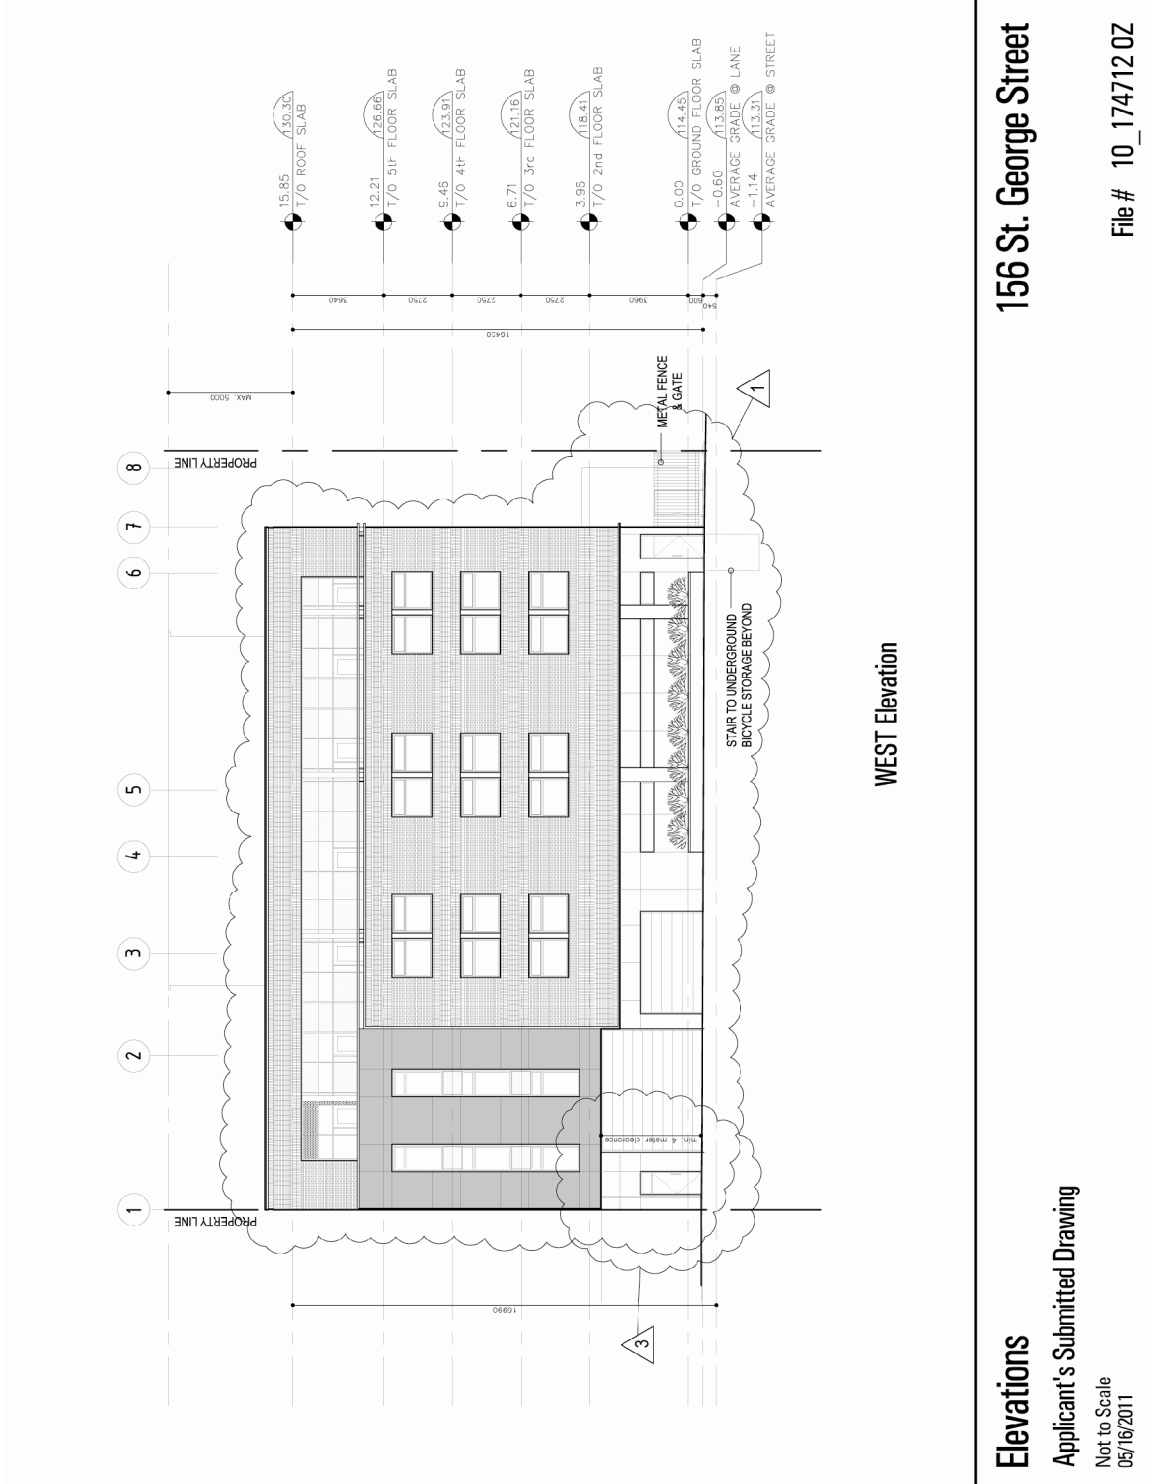 15.85
T/O ROOF SLAB
130.30
12.21
T/O 5th FLOOR SLAB
126.66
9.46
T/O 4th FLOOR SLAB
123.91
6.71
T/O 3rd FLOOR SLAB
121.16
3.96
T/O 2nd FLOOR SLAB
118.41
0.00
T/O GROUND FLOOR SLAB
114.45
-0.60
AVERAGE GRADE @ LANE
113.85
-1.14
AVERAGE GRADE @ STREET
113.31
3640
2750
2750
2750
3960
600
540
16450
MAX. 5000
16990
PROPERTY LINE
PROPERTY LINE
1
2
3
4
5
6
7
8
METAL FENCE
& GATE
1
STAIR TO UNDERGROUND
BICYCLE STORAGE BEYOND
min. 4 meter clearance
3
WEST Elevation
Elevations
156 St. George Street
Applicant's Submitted Drawing
Not to Scale
05/16/2011
File # 10_174712 OZ